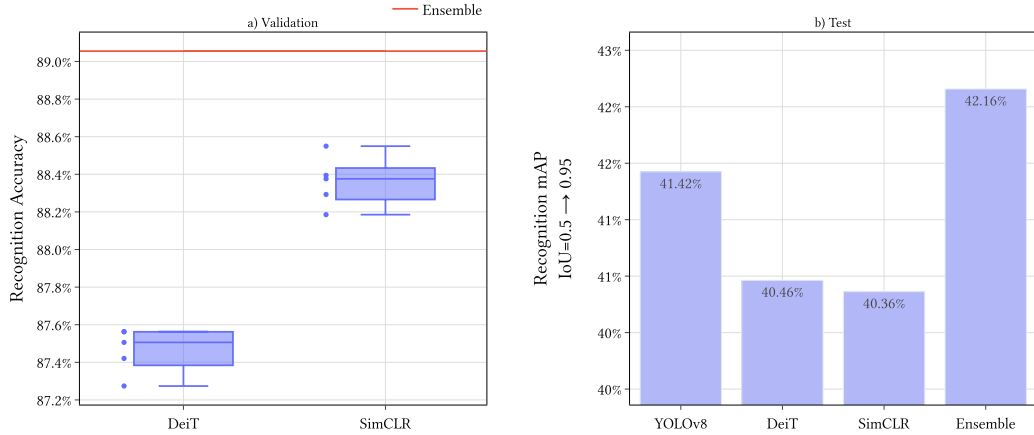 Ensemble
a) Validation
Recognition Accuracy
89.0%
88.8%
88.6%
88.4%
88.2%
88.0%
87.8%
87.6%
87.4%
87.2%
DeiT SimCLR
b) Test
Recognition mAP
IoU=0.5 → 0.95
43%
42%
42%
41%
41%
40%
40%
41.42%
40.46%
40.36%
42.16%
YOLOv8 DeiT SimCLR Ensemble